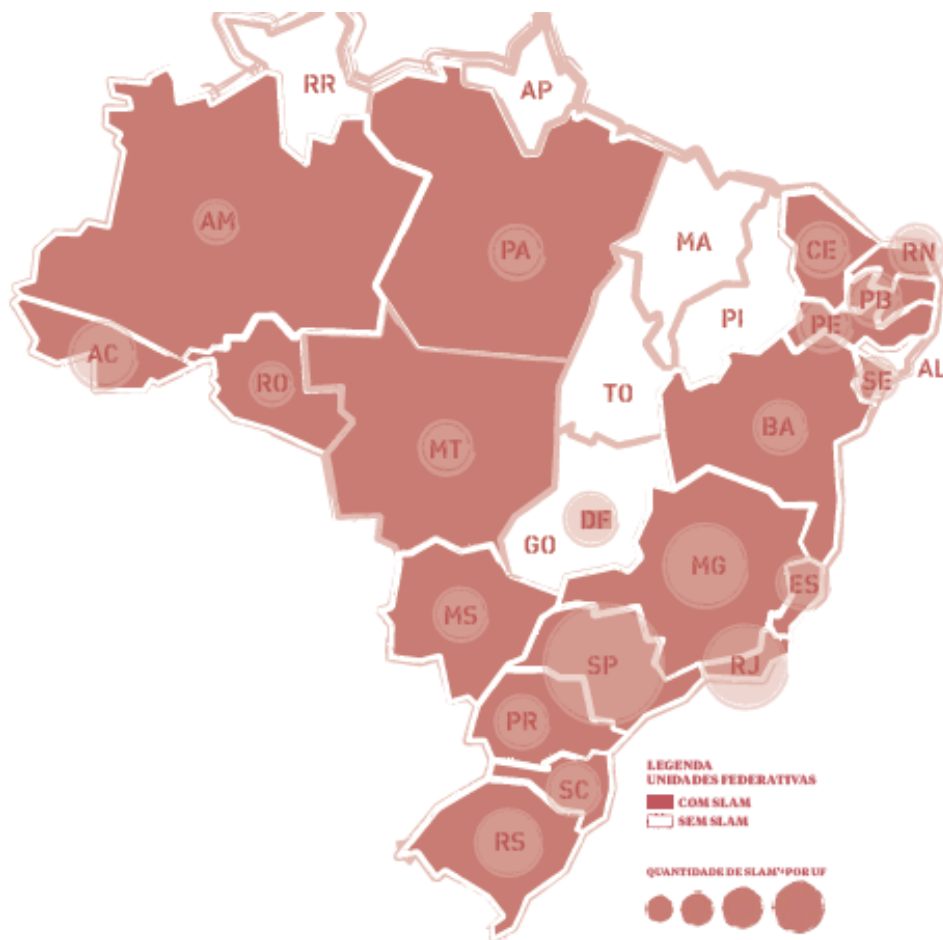 RR
AP
AM
PA
MA
CE
RN
PB
PI
PE
AC
RO
TO
SE
AL
MT
BA
DF
GO
MG
ES
MS
SP
RJ
PR
SC
RS
LEGENDA
UNIDADES FEDERATIVAS
COM SLAM
SEM SLAM
QUANTIDADE DE SLAM'S POR UF